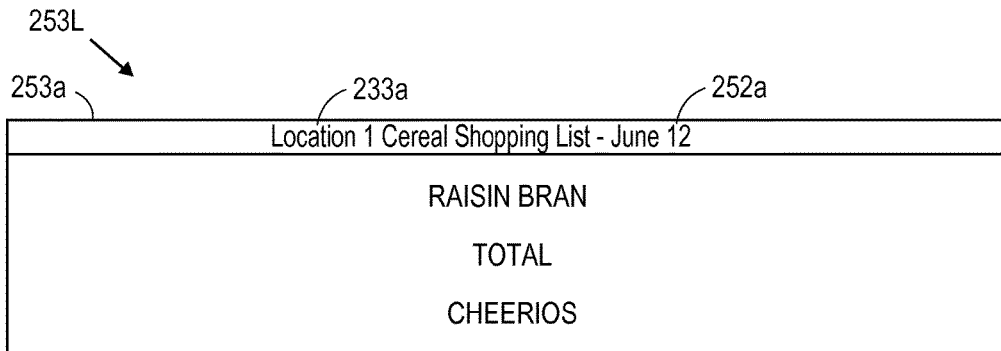 253L
253a 233a 252a
Location 1 Cereal Shopping List - June 12
RAISIN BRAN
TOTAL
CHEERIOS